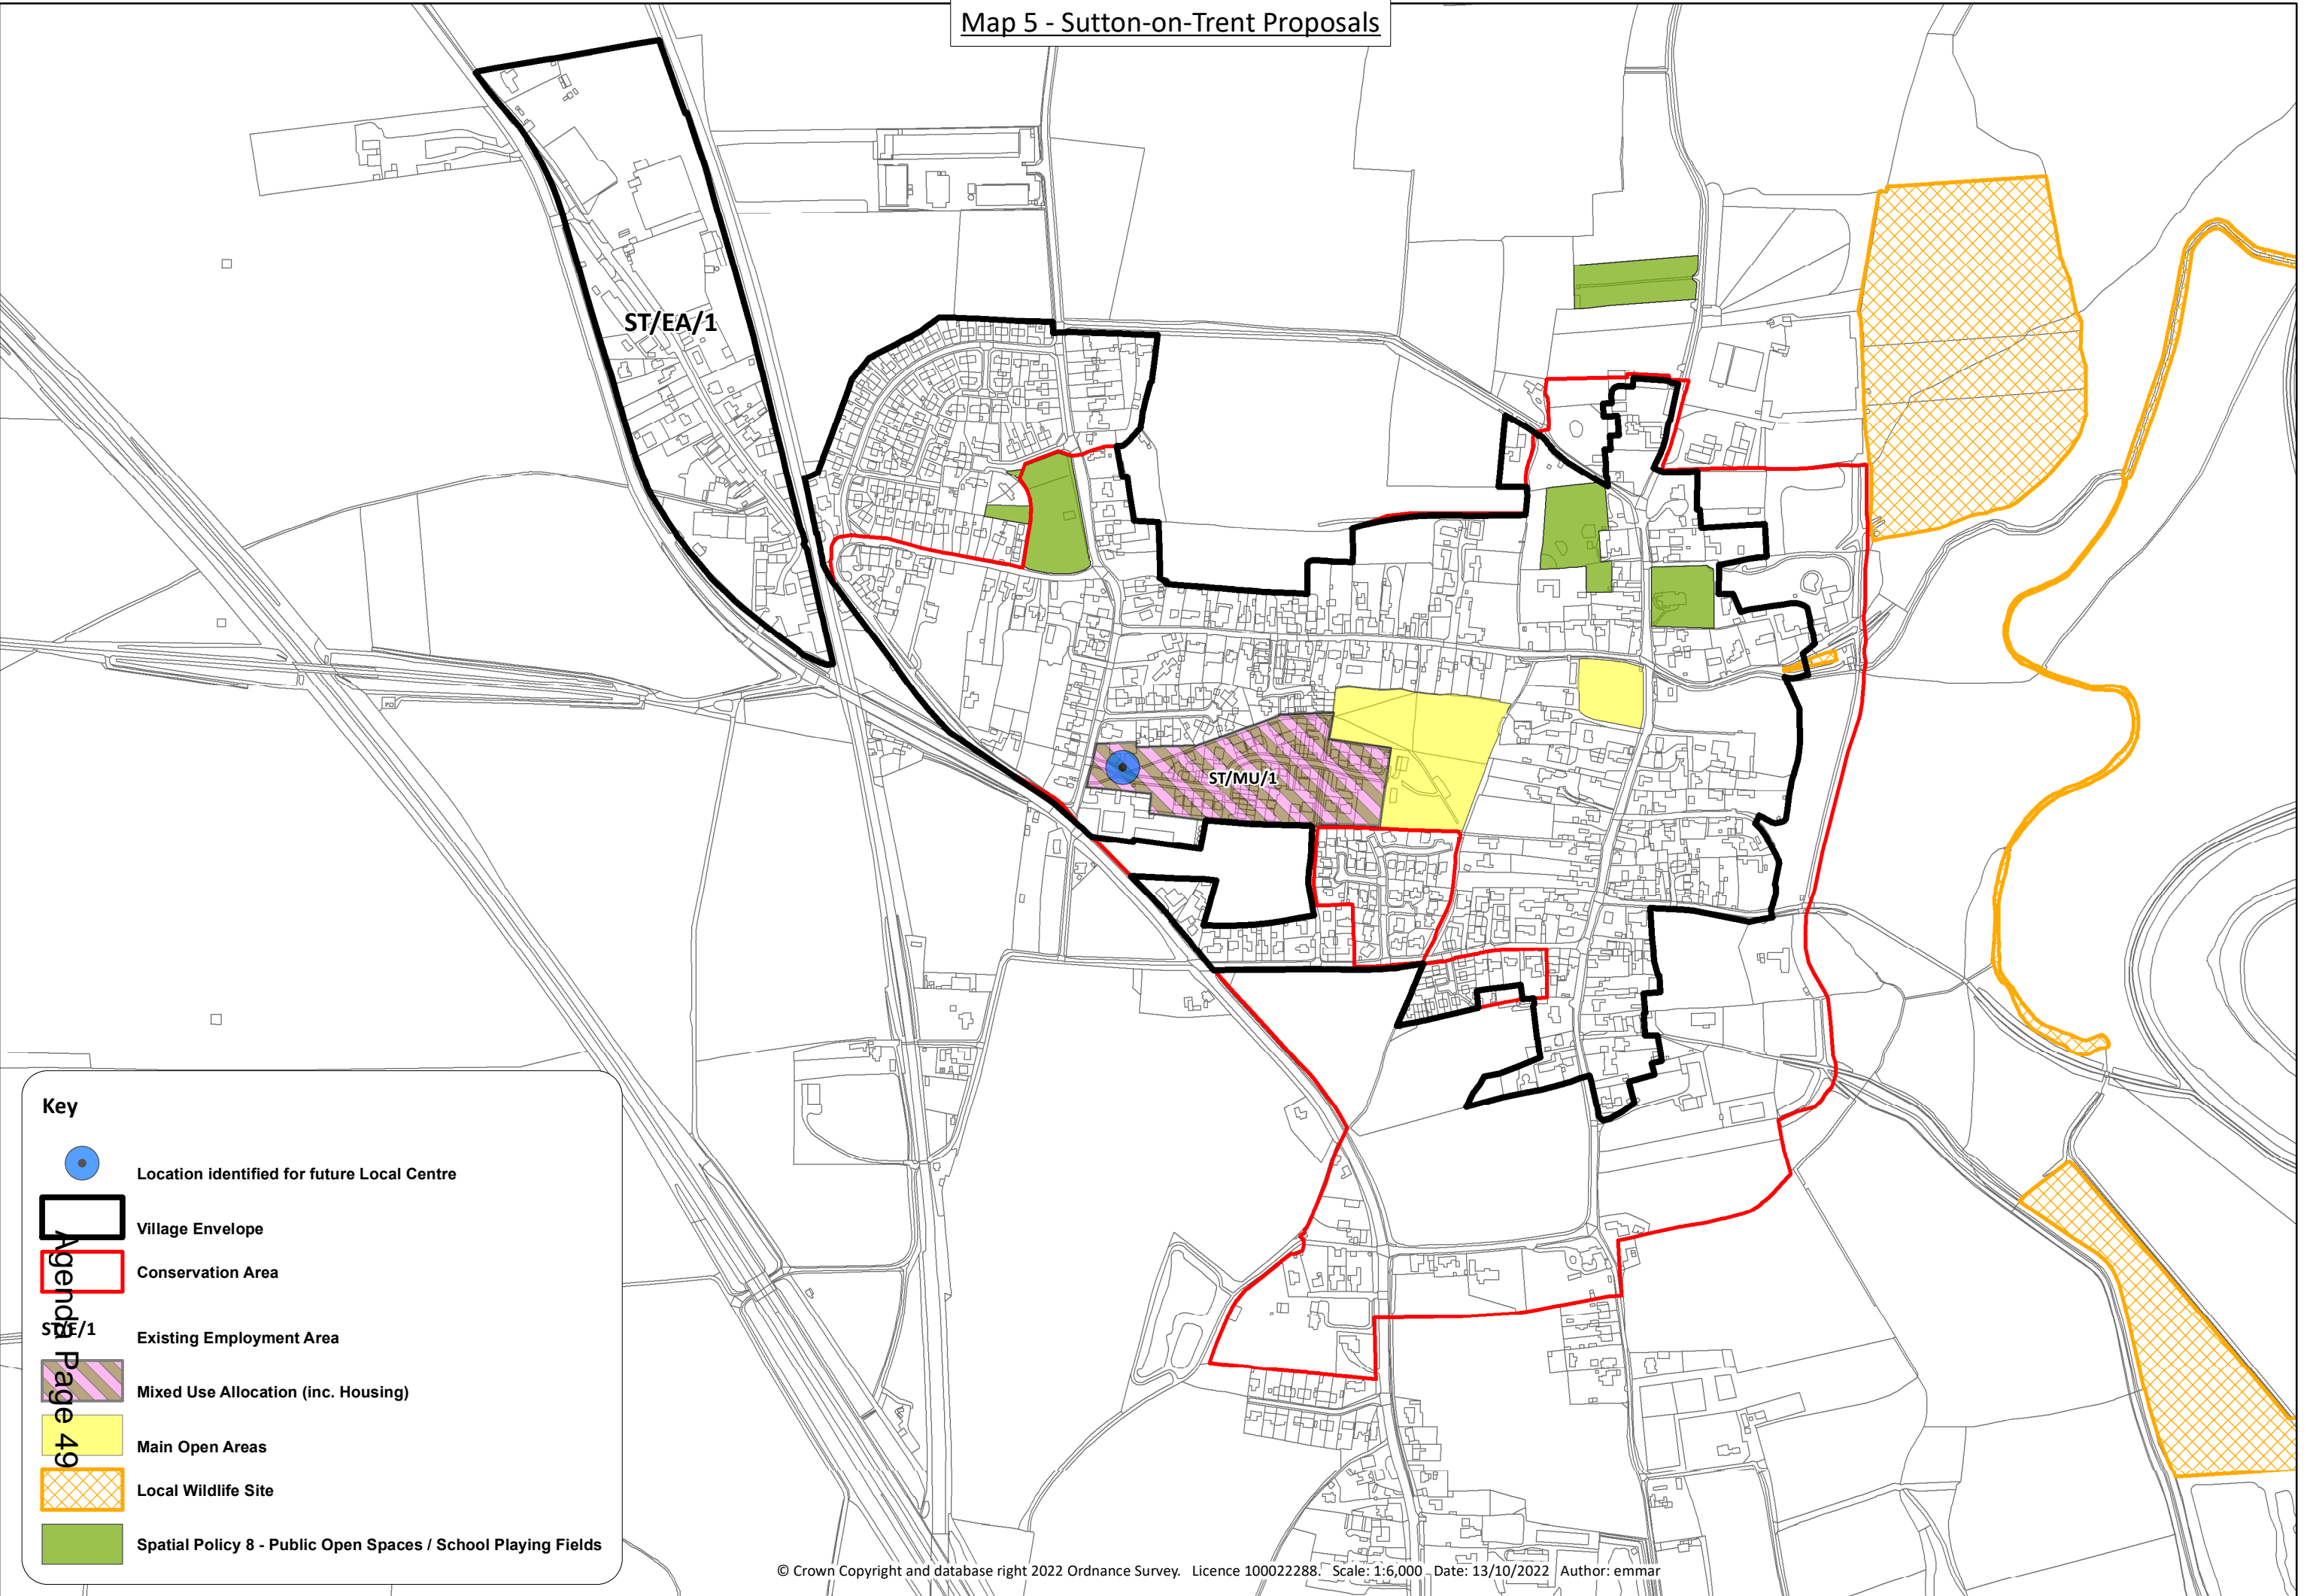 Map 5 - Sutton-on-Trent Proposals
ST/EA/1
ST/MU/1
Key
Location identified for future Local Centre
Village Envelope
Conservation Area
ST/E/1
Existing Employment Area
Mixed Use Allocation (inc. Housing)
Main Open Areas
Local Wildlife Site
Spatial Policy 8 - Public Open Spaces / School Playing Fields
Agenda Page 49
© Crown Copyright and database right 2022 Ordnance Survey. Licence 100022288. Scale: 1:6,000 Date: 13/10/2022 Author: emmar